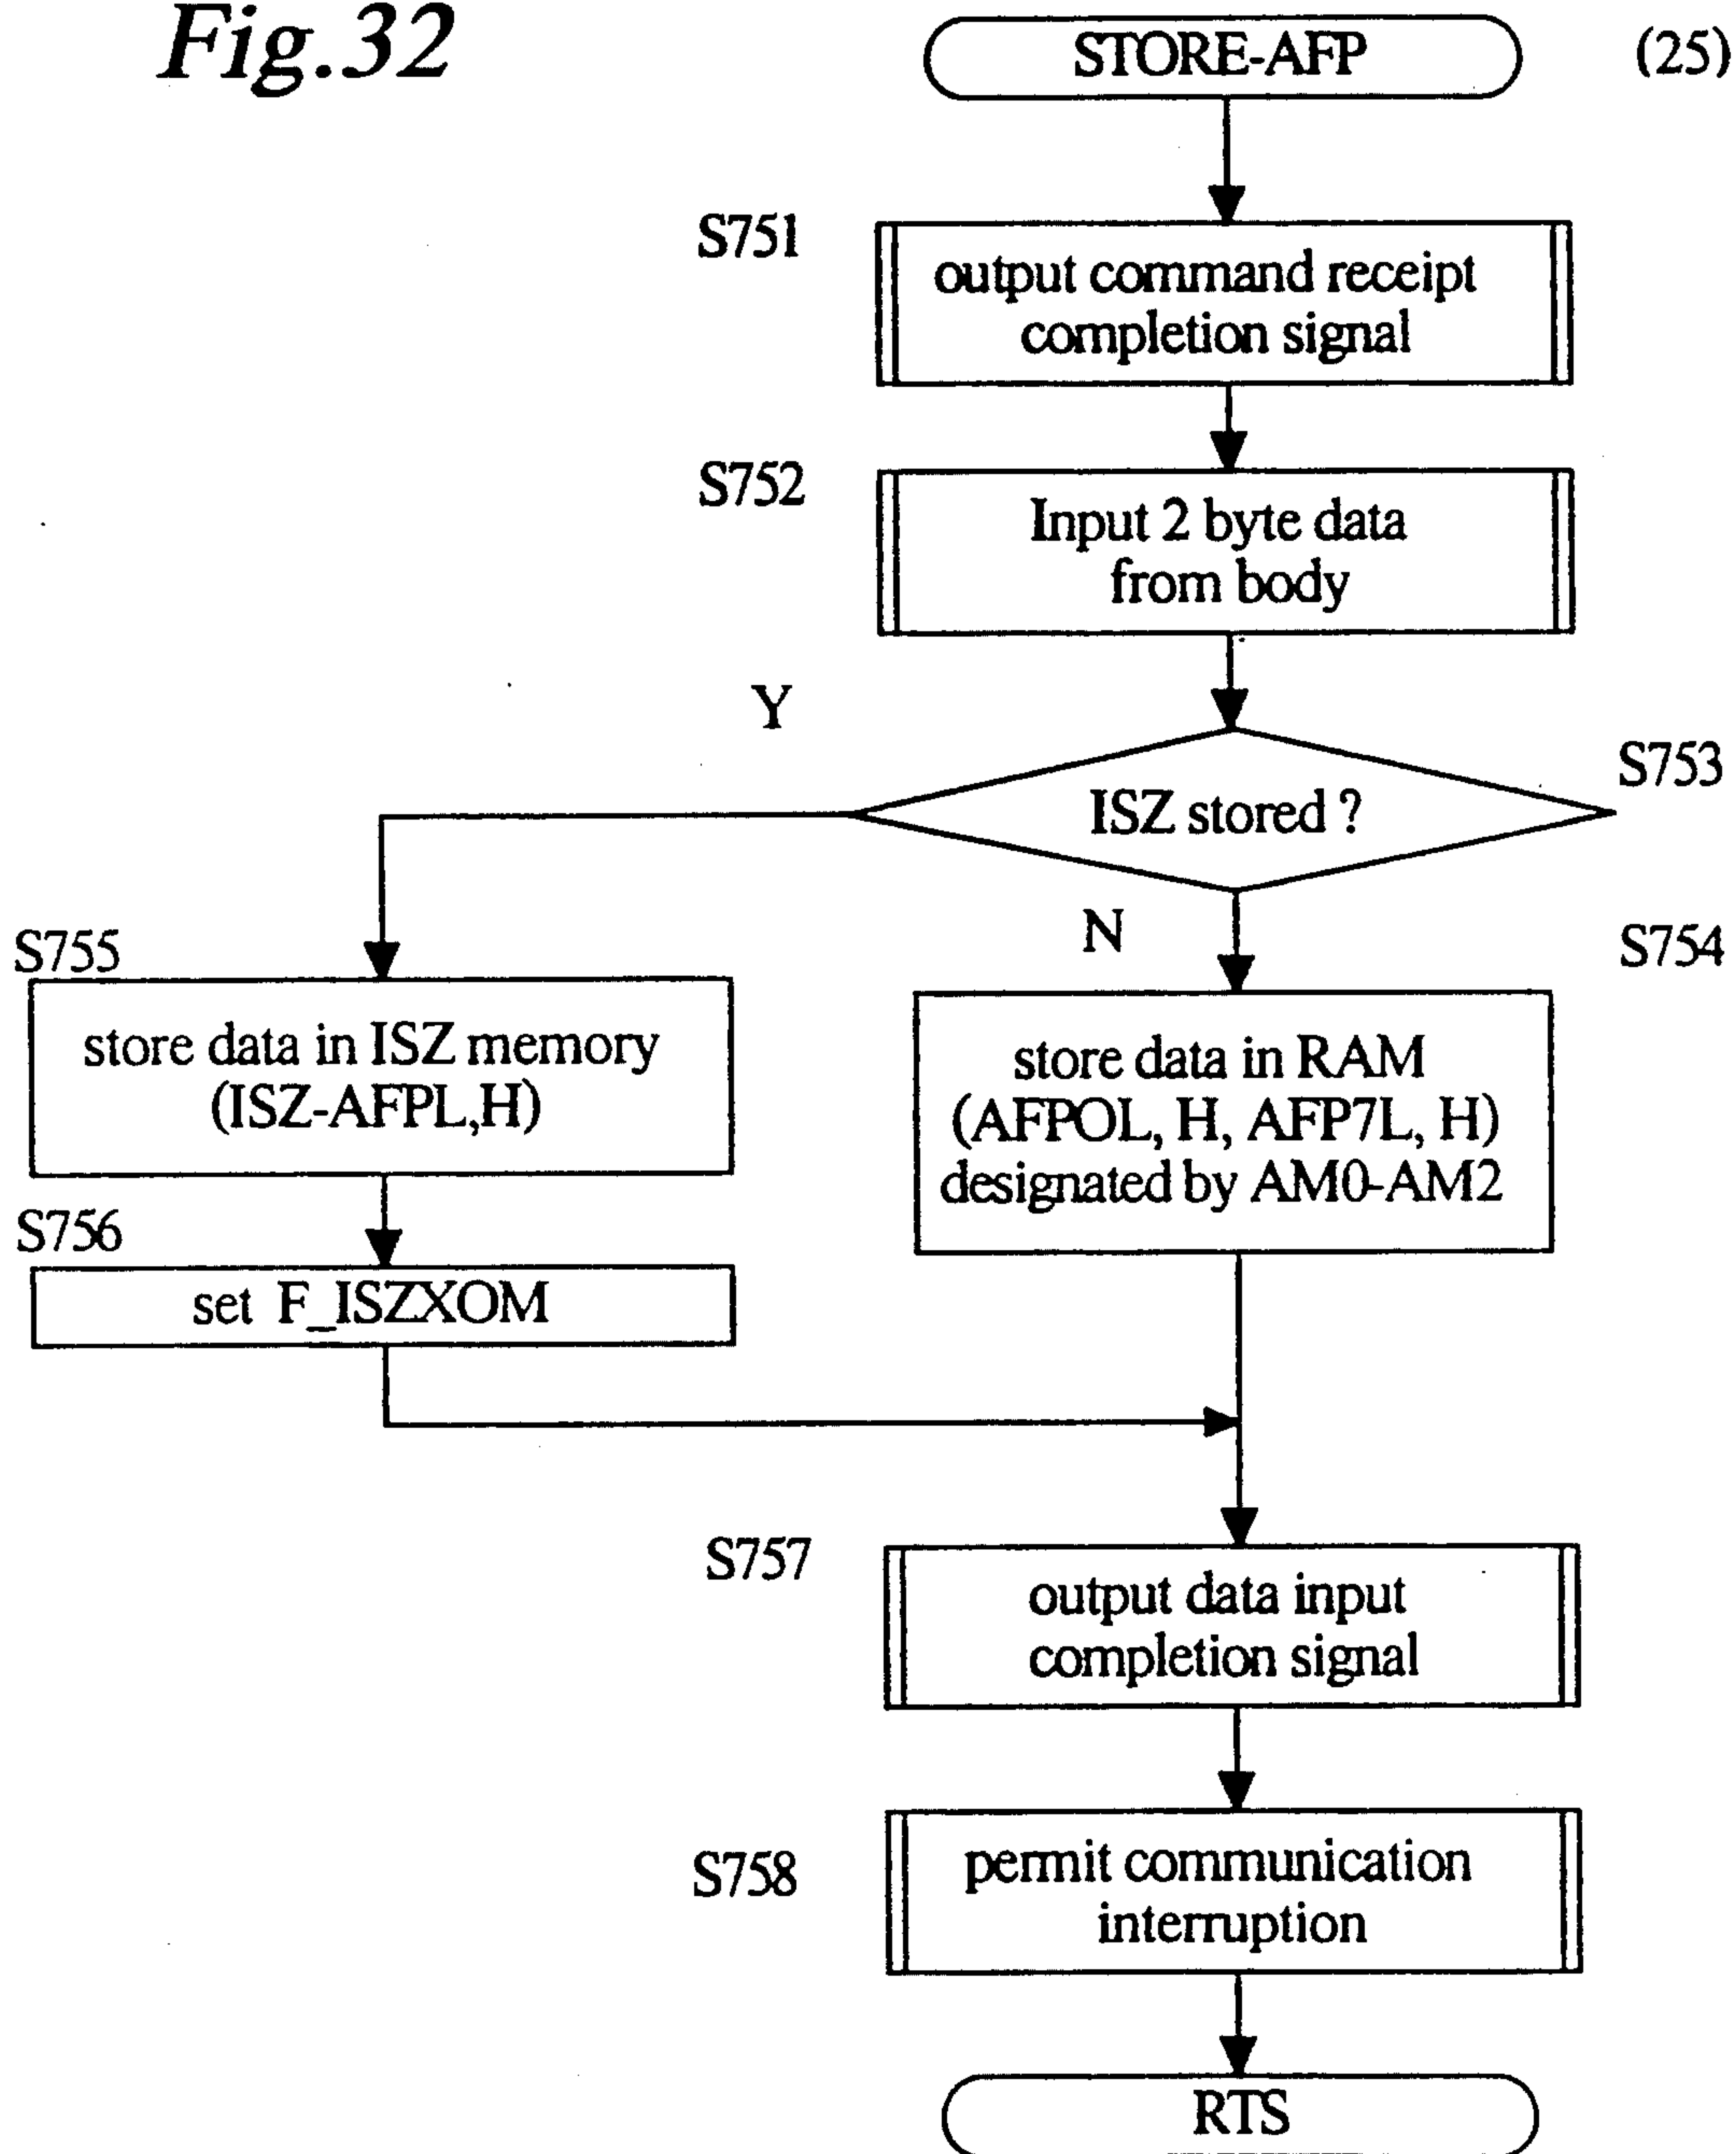 Fig.32
STORE-AFP
(25)
S751
output command receipt
completion signal
S752
Input 2 byte data
from body
Y
S753
ISZ stored ?
N
S754
store data in RAM
(AFPOL, H, AFP7L, H)
designated by AM0-AM2
S755
store data in ISZ memory
(ISZ-AFPL,H)
S756
set F_ISZXOM
S757
output data input
completion signal
S758
permit communication
interruption
RTS